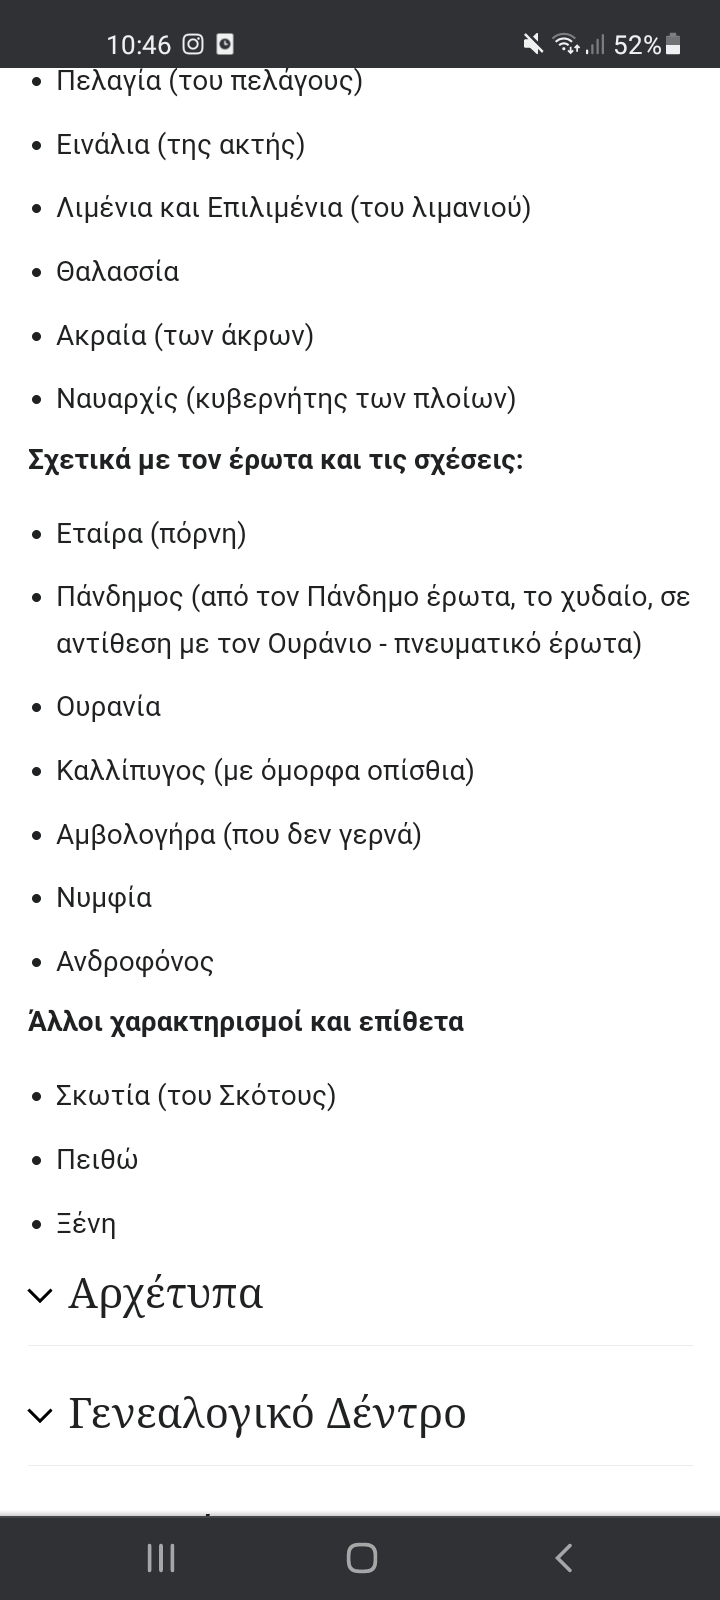 10:46 52%
Πελαγία (του πελάγους)
Εινάλια (της ακτής)
Λιμένια και Επιλιμένια (του λιμανιού)
Θαλασσία
Ακραία (των άκρων)
Ναυαρχίς (κυβερνήτης των πλοίων)
Σχετικά με τον έρωτα και τις σχέσεις:
Εταίρα (πόρνη)
Πάνδημος (από τον Πάνδημο έρωτα, το χυδαίο, σε
αντίθεση με τον Ουράνιο - πνευματικό έρωτα)
Ουρανία
Καλλίπυγος (με όμορφα οπίσθια)
Αμβολογήρα (που δεν γερνά)
Νυμφία
Ανδροφόνος
Άλλοι χαρακτηρισμοί και επίθετα
Σκωτία (του Σκότους)
Πειθώ
Ξένη
Αρχέτυπα
Γενεαλογικό Δέντρο